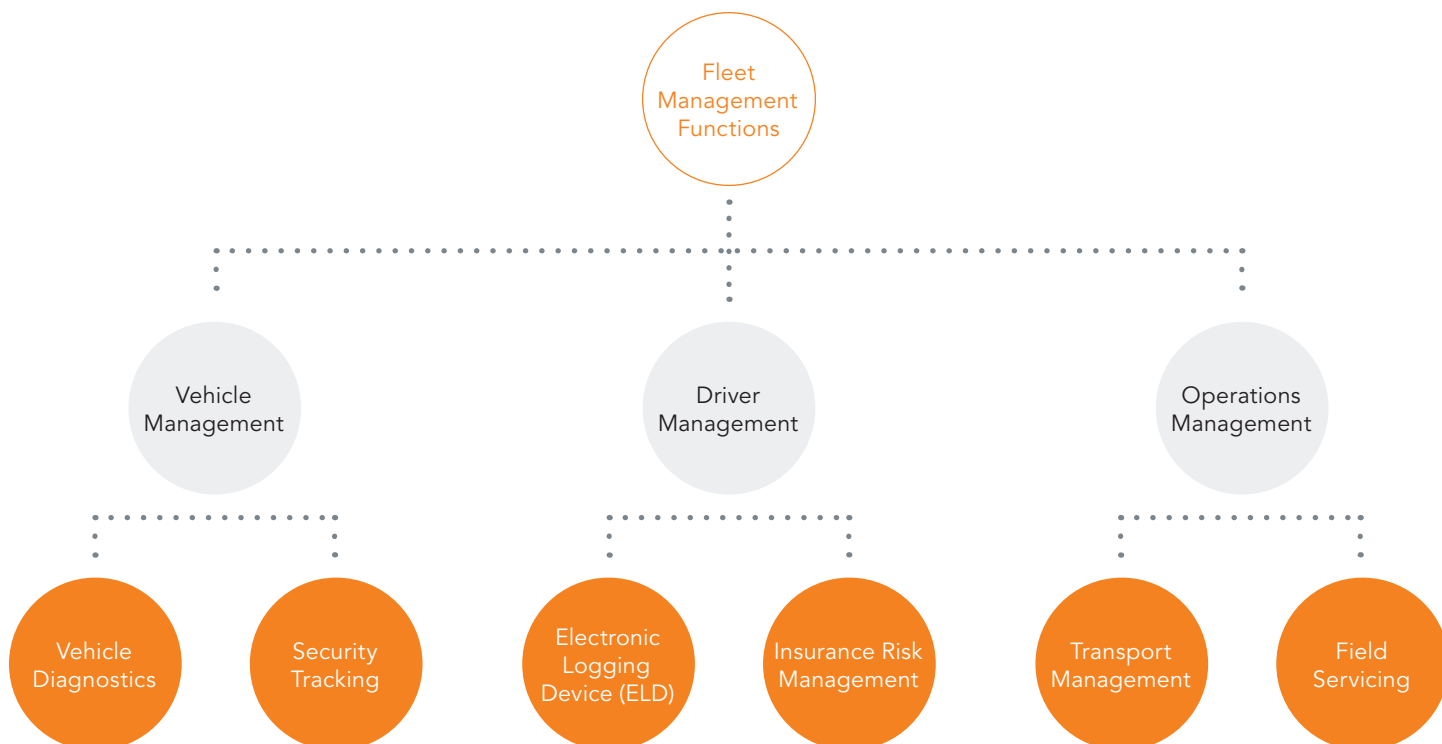 Fleet
Management
Functions
Vehicle
Management
Driver
Management
Operations
Management
Vehicle
Diagnostics
Security
Tracking
Electronic
Logging
Device (ELD)
Insurance Risk
Management
Transport
Management
Field
Servicing